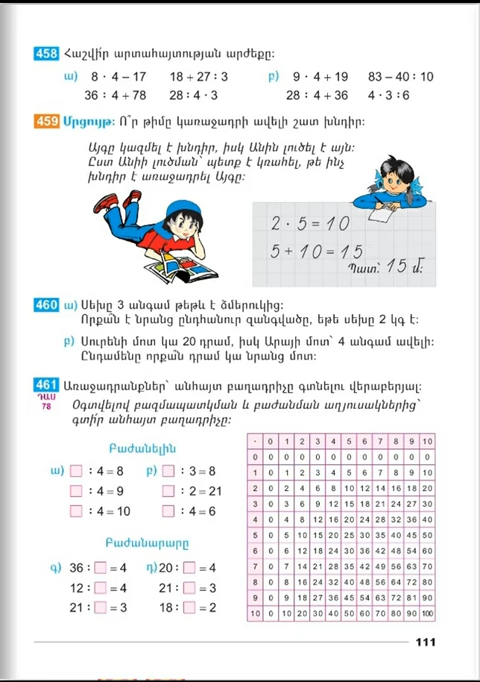 458 Հաշվի՛ր արտահայտության արժեքը։
ա) 8 · 4 – 17 18 + 27 : 3 բ) 9 · 4 + 19 83 – 40 : 10
36 : 4 + 78 28 : 4 · 3 28 : 4 + 36 4 · 3 : 6
459 Մրցույթ։ Ո՞ր թիմը կառաջադրի ավելի շատ խնդիր։
Այգը կազմել է խնդիր, իսկ Անին լուծել է այն։
Ըստ Անիի լուծման՝ պետք է կռահել, թե ինչ
խնդիր է առաջադրել Այգը։
2 · 5 = 10
5 + 10 = 15
Պատ՝ 15 մ։
460 ա) Սեխը 3 անգամ թեթև է ձմերուկից։
Որքա՞ն է նրանց ընդհանուր զանգվածը, եթե սեխը 2 կգ է։
բ) Սուրենի մոտ կա 20 դրամ, իսկ Արայի մոտ՝ 4 անգամ ավելի։
Ընդամենը որքա՞ն դրամ կա նրանց մոտ։
461 Առաջադրանքներ՝ անհայտ բաղադրիչը գտնելու վերաբերյալ։
ԴԱՍ
78
Օգտվելով բազմապատկման և բաժանման աղյուսակներից՝
գտի՛ր անհայտ բաղադրիչը։
Բաժանելին
ա) □ : 4 = 8 բ) □ : 3 = 8
□ : 4 = 9 □ : 2 = 21
□ : 4 = 10 □ : 4 = 6
Բաժանարարը
գ) 36 : □ = 4 դ) 20 : □ = 4
12 : □ = 4 21 : □ = 3
21 : □ = 3 18 : □ = 2
· 0 1 2 3 4 5 6 7 8 9 10
0 0 0 0 0 0 0 0 0 0 0 0
1 0 1 2 3 4 5 6 7 8 9 10
2 0 2 4 6 8 10 12 14 16 18 20
3 0 3 6 9 12 15 18 21 24 27 30
4 0 4 8 12 16 20 24 28 32 36 40
5 0 5 10 15 20 25 30 35 40 45 50
6 0 6 12 18 24 30 36 42 48 54 60
7 0 7 14 21 28 35 42 49 56 63 70
8 0 8 16 24 32 40 48 56 64 72 80
9 0 9 18 27 36 45 54 63 72 81 90
10 0 10 20 30 40 50 60 70 80 90 100
111